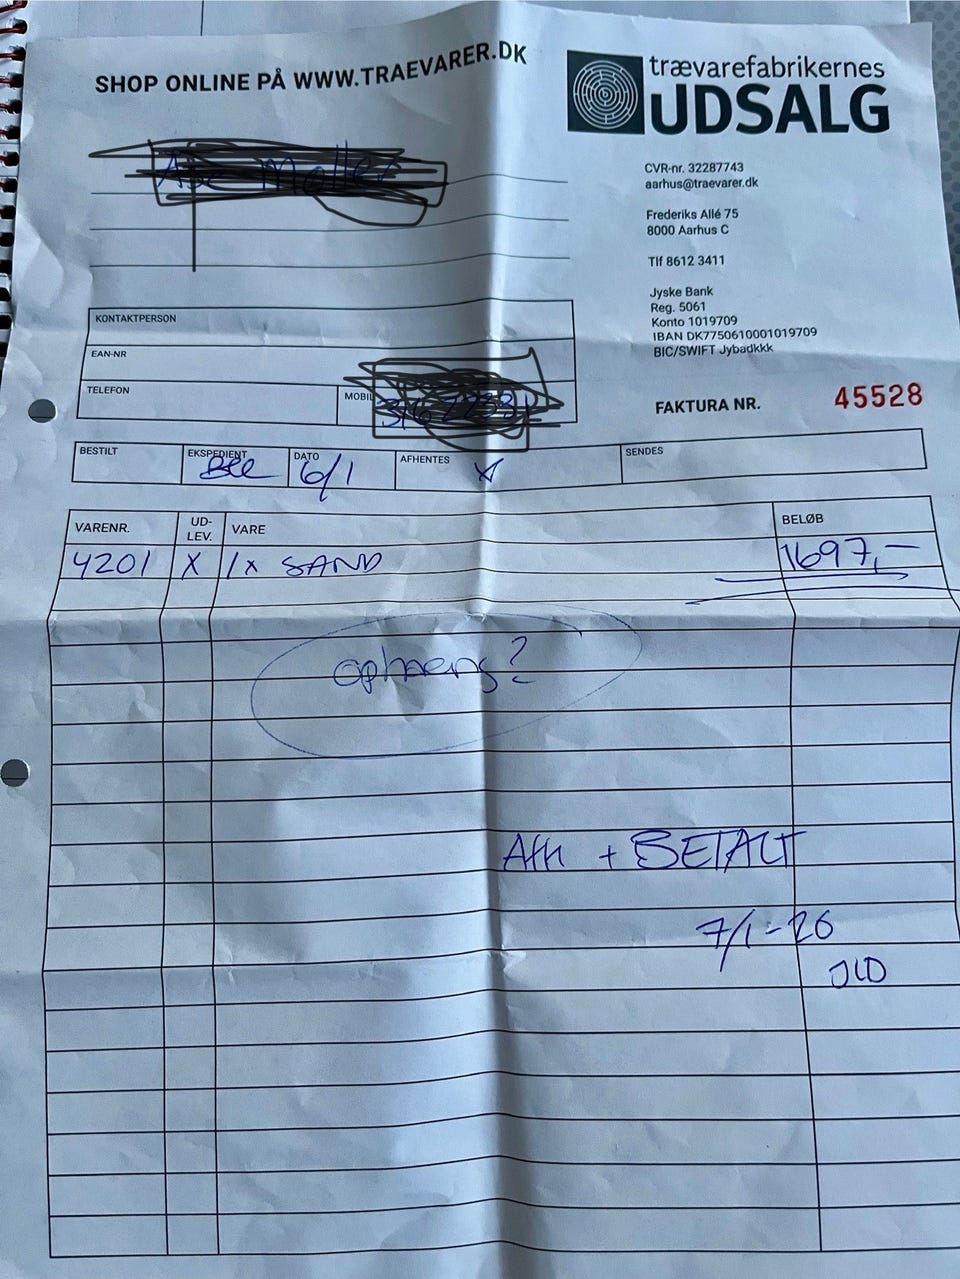 SHOP ONLINE PÅ WWW.TRAEVARER.DK
trævarefabrikernes
UDSALG
CVR-nr. 32287743
aarhus@traevarer.dk
Frederiks Allé 75
8000 Aarhus C
Tlf 8612 3411
Jyske Bank
Reg. 5061
Konto 1019709
IBAN DK7750610001019709
BIC/SWIFT Jybadkkk
KONTAKTPERSON
EAN-NR
TELEFON MOBIL
FAKTURA NR. 45528
BESTILT EKSPEDIENT DATO 6/1 AFHENTES X SENDES
VARENR. UD-LEV. VARE BELØB
4201 X 1x SAND 1697,-
ophæng?
Afh + BETALT
7/1-26